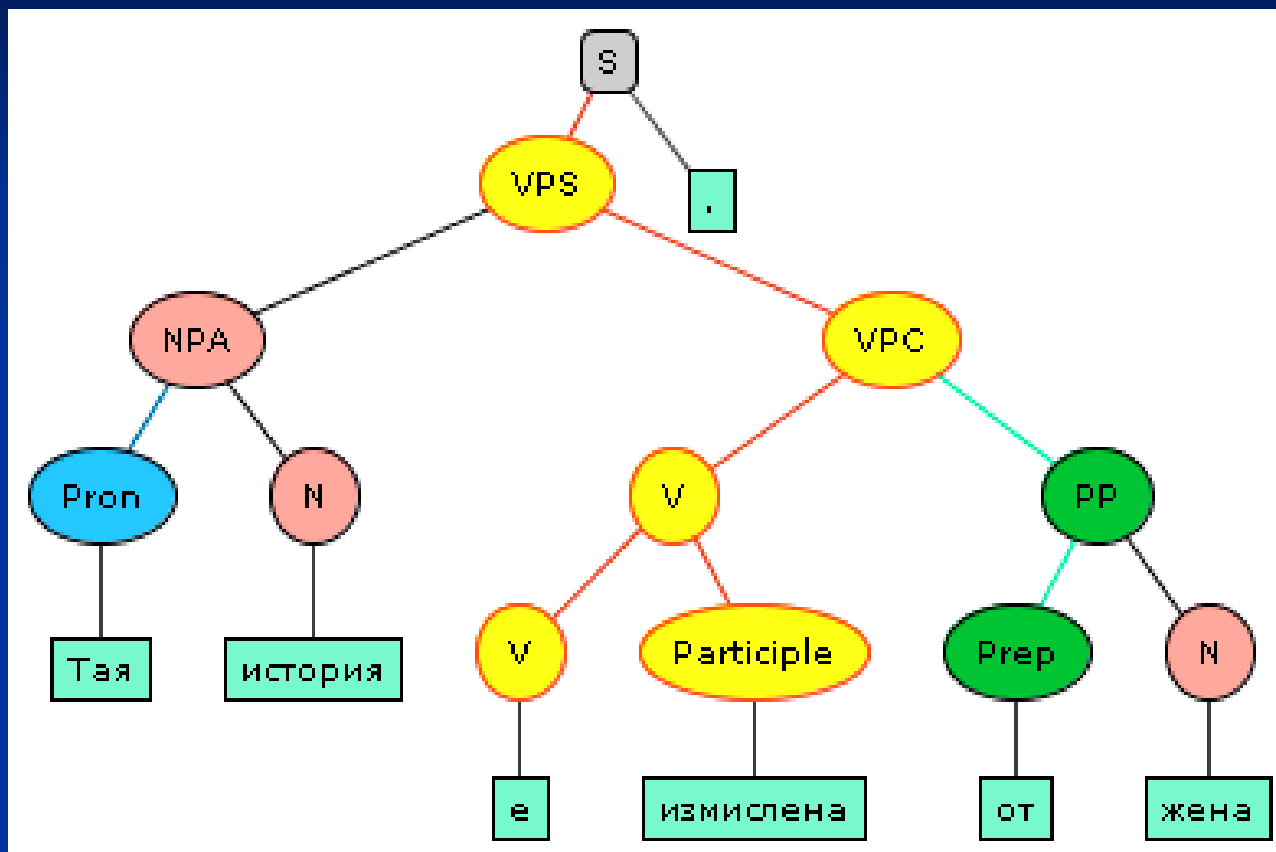 S
VPS
.
NPA
VPC
Pron
N
V
PP
Тая
история
V
Participle
Prep
N
е
измислена
от
жена